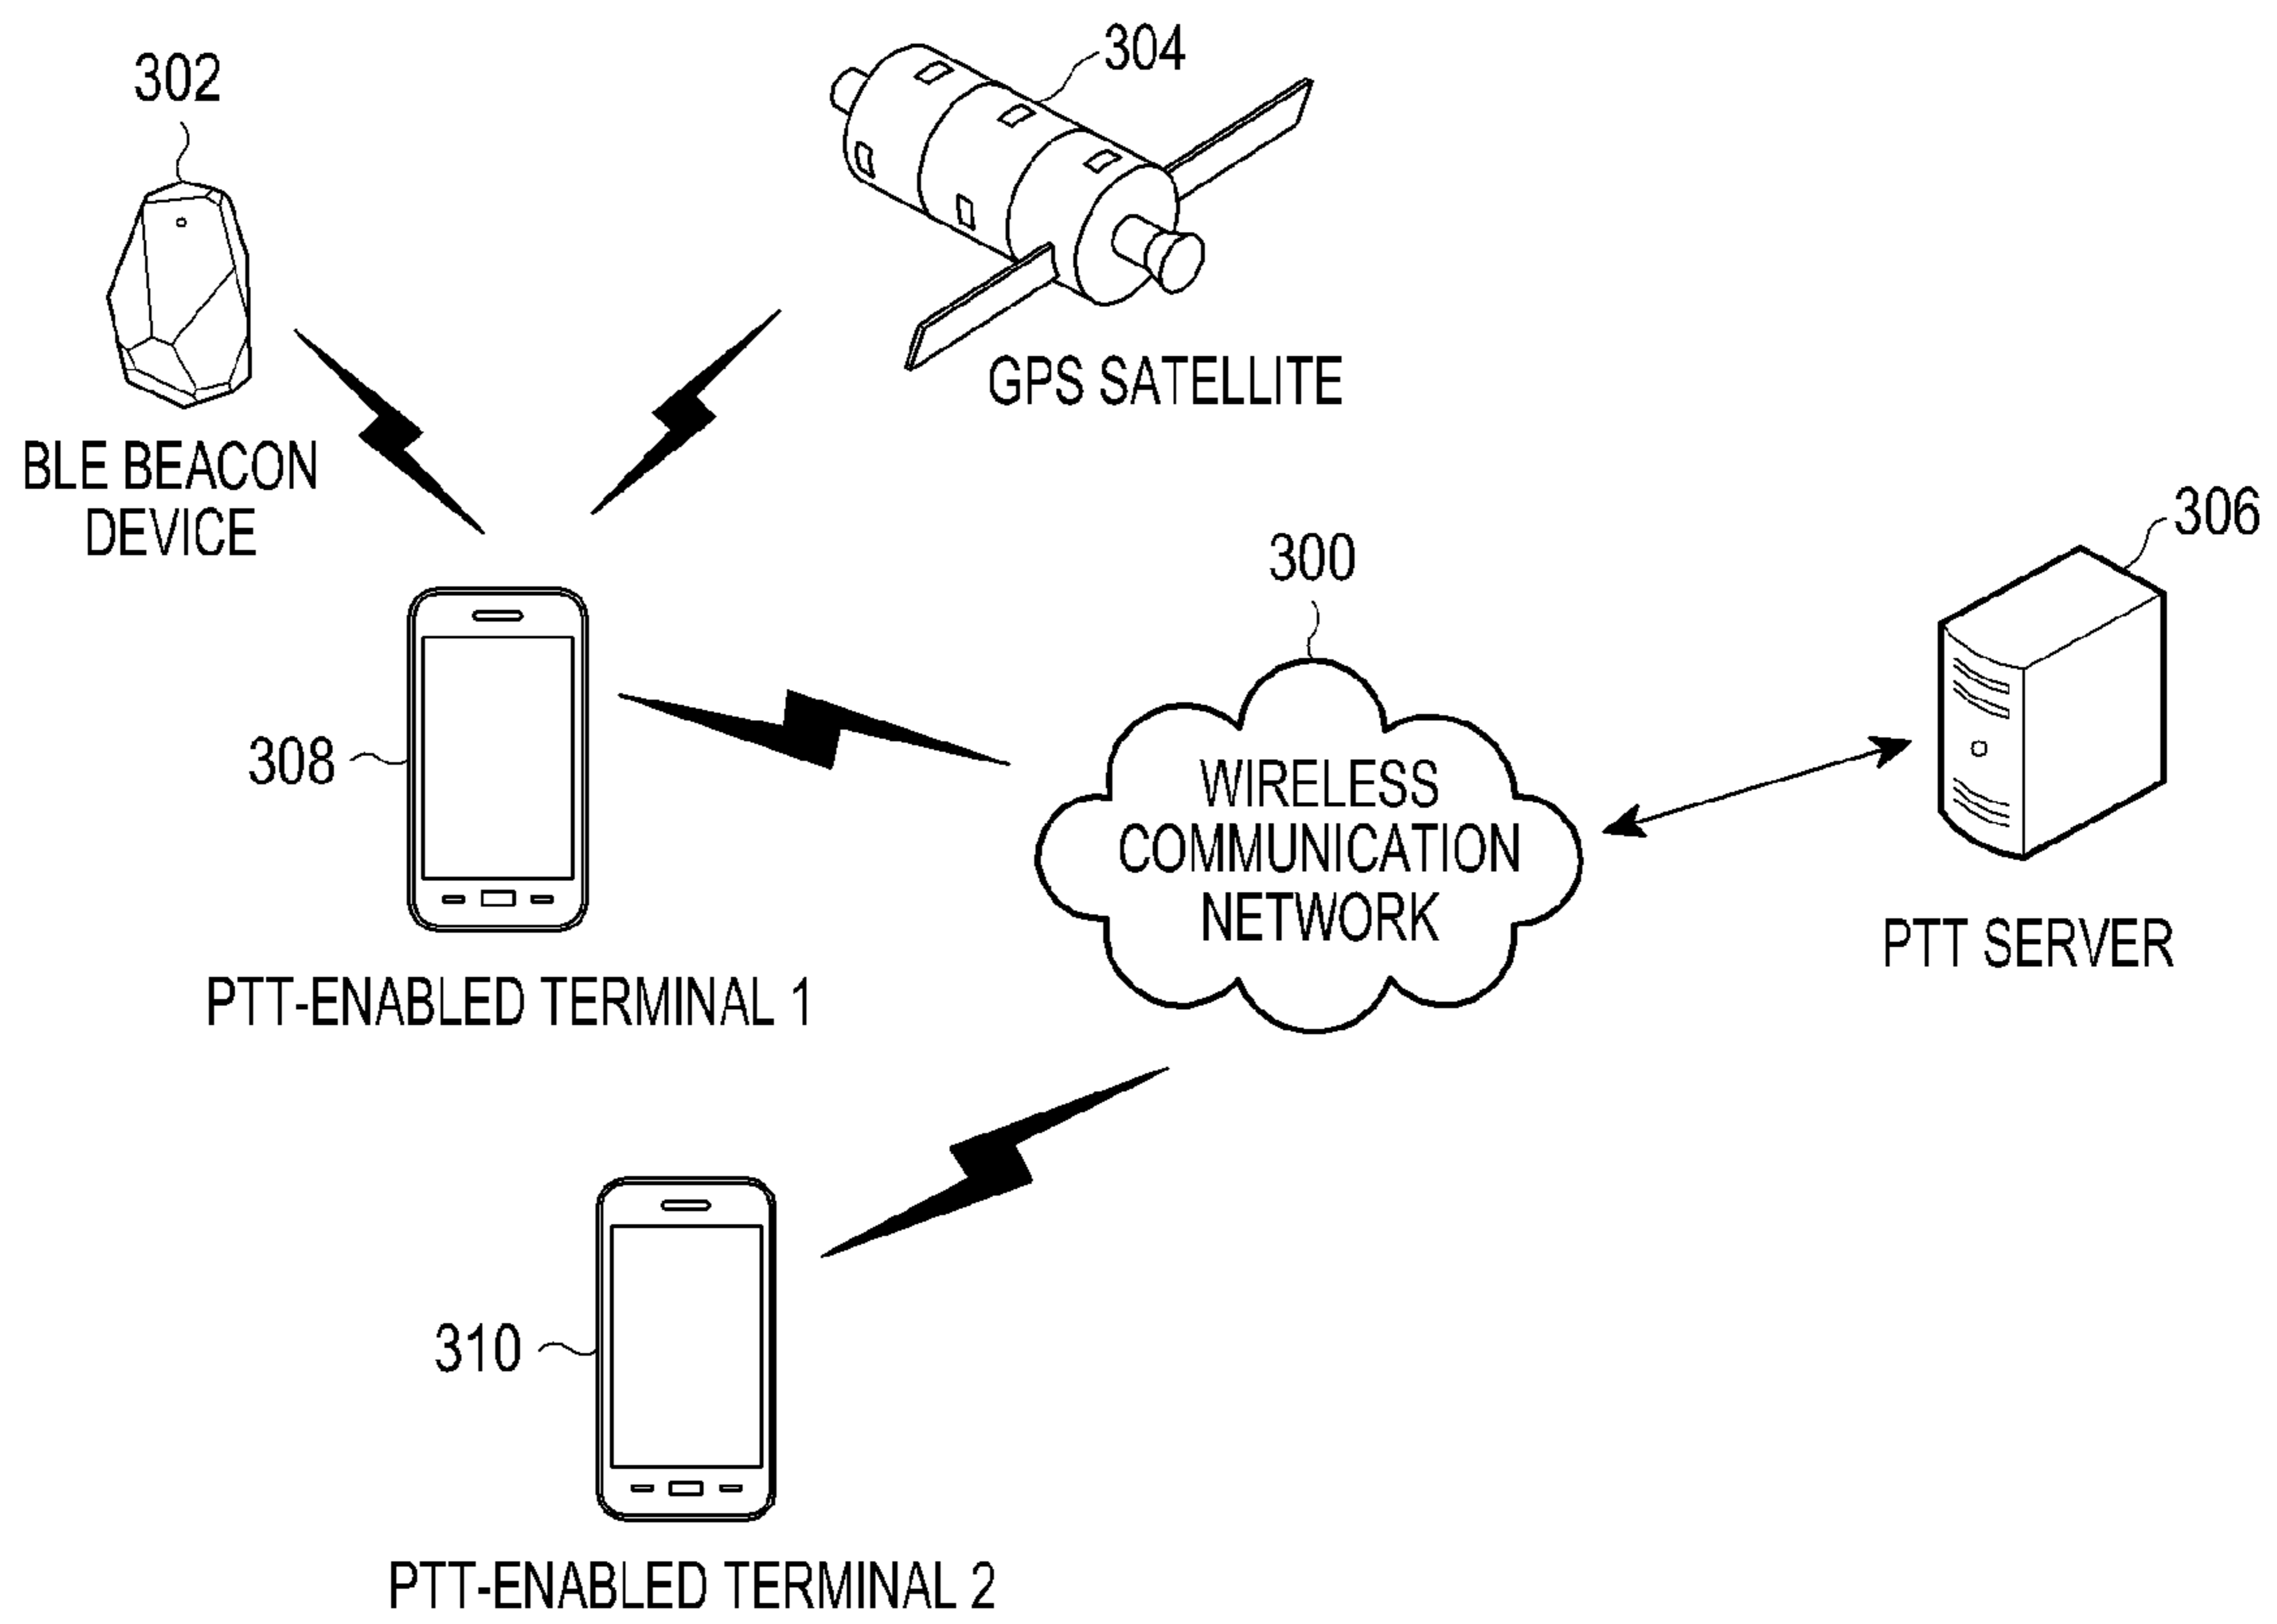 302
304
BLE BEACON
DEVICE
GPS SATELLITE
306
300
308
WIRELESS
COMMUNICATION
NETWORK
PTT SERVER
PTT-ENABLED TERMINAL 1
310
PTT-ENABLED TERMINAL 2